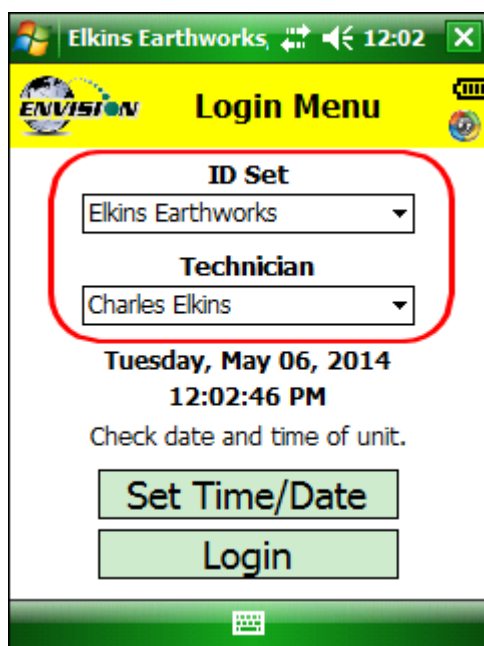 Elkins Earthworks, 12:02
ENVISION Login Menu
ID Set
Elkins Earthworks
Technician
Charles Elkins
Tuesday, May 06, 2014
12:02:46 PM
Check date and time of unit.
Set Time/Date
Login